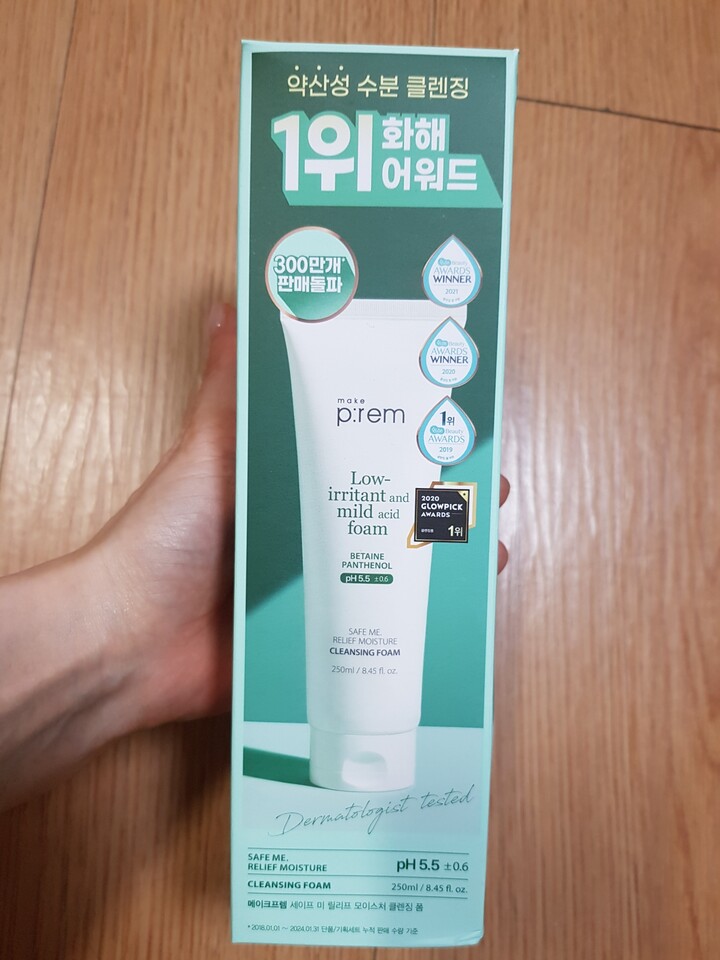 약산성 수분 클렌징
1위 화해
어워드
300만개*
판매돌파
Beauty
AWARDS
WINNER
2021
Beauty
AWARDS
WINNER
2020
1위
Beauty
AWARDS
2019
make
p:rem
2020
GLOWPICK
AWARDS
1위
Low-
irritant and
mild acid
foam
BETAINE
PANTHENOL
pH 5.5 ±0.6
SAFE ME.
RELIEF MOISTURE
CLEANSING FOAM
250ml / 8.45 fl. oz.
Dermatologist tested
SAFE ME.
RELIEF MOISTURE
pH 5.5 ±0.6
CLEANSING FOAM
250ml / 8.45 fl. oz.
메이크프렘 세이프 미 릴리프 모이스처 클렌징 폼
* 2018.01.01 ~ 2024.01.31 단품/기획세트 누적 판매 수량 기준